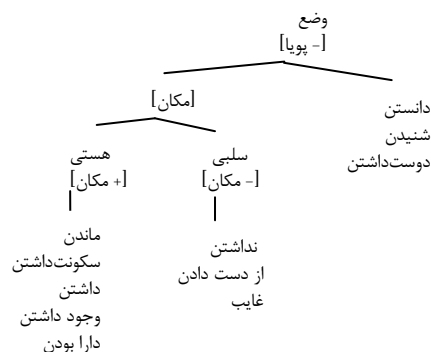 وضع
[– پویا]
دانستن
شنیدن
دوست‌داشتن
[مکان]
سلبی
[– مکان]
نداشتن
از دست دادن
غایب
هستی
[+ مکان]
ماندن
سکونت‌داشتن
داشتن
وجود داشتن
دارا بودن